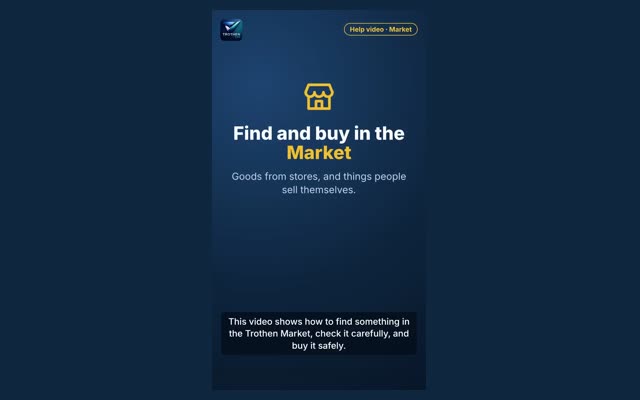 TROTHEN
Help video · Market
Find and buy in the
Market
Goods from stores, and things people
sell themselves.
This video shows how to find something in
the Trothen Market, check it carefully, and
buy it safely.